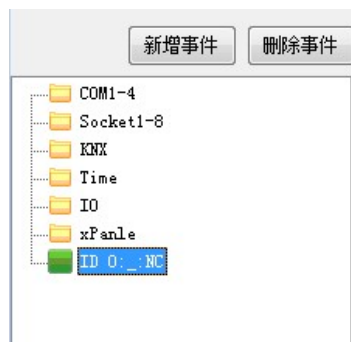 新增事件 删除事件
COM1-4
Socket1-8
KNX
Time
IO
xPanle
ID 0:_:NC